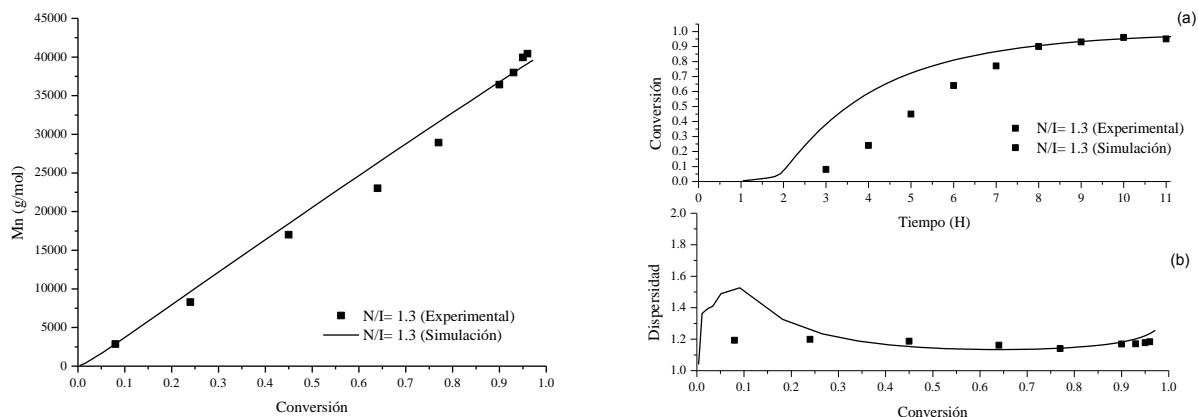 45000
40000
35000
30000
25000
20000
15000
10000
5000
0
Mn (g/mol)
N/I= 1.3 (Experimental)
N/I= 1.3 (Simulación)
0.0 0.1 0.2 0.3 0.4 0.5 0.6 0.7 0.8 0.9 1.0
Conversión
(a)
1.0
0.9
0.8
0.7
0.6
0.5
0.4
0.3
0.2
0.1
0.0
Conversión
N/I= 1.3 (Experimental)
N/I= 1.3 (Simulación)
0 1 2 3 4 5 6 7 8 9 10 11
Tiempo (H)
(b)
2.0
1.8
1.6
1.4
1.2
1.0
Dispersidad
0.0 0.1 0.2 0.3 0.4 0.5 0.6 0.7 0.8 0.9 1.0
Conversión